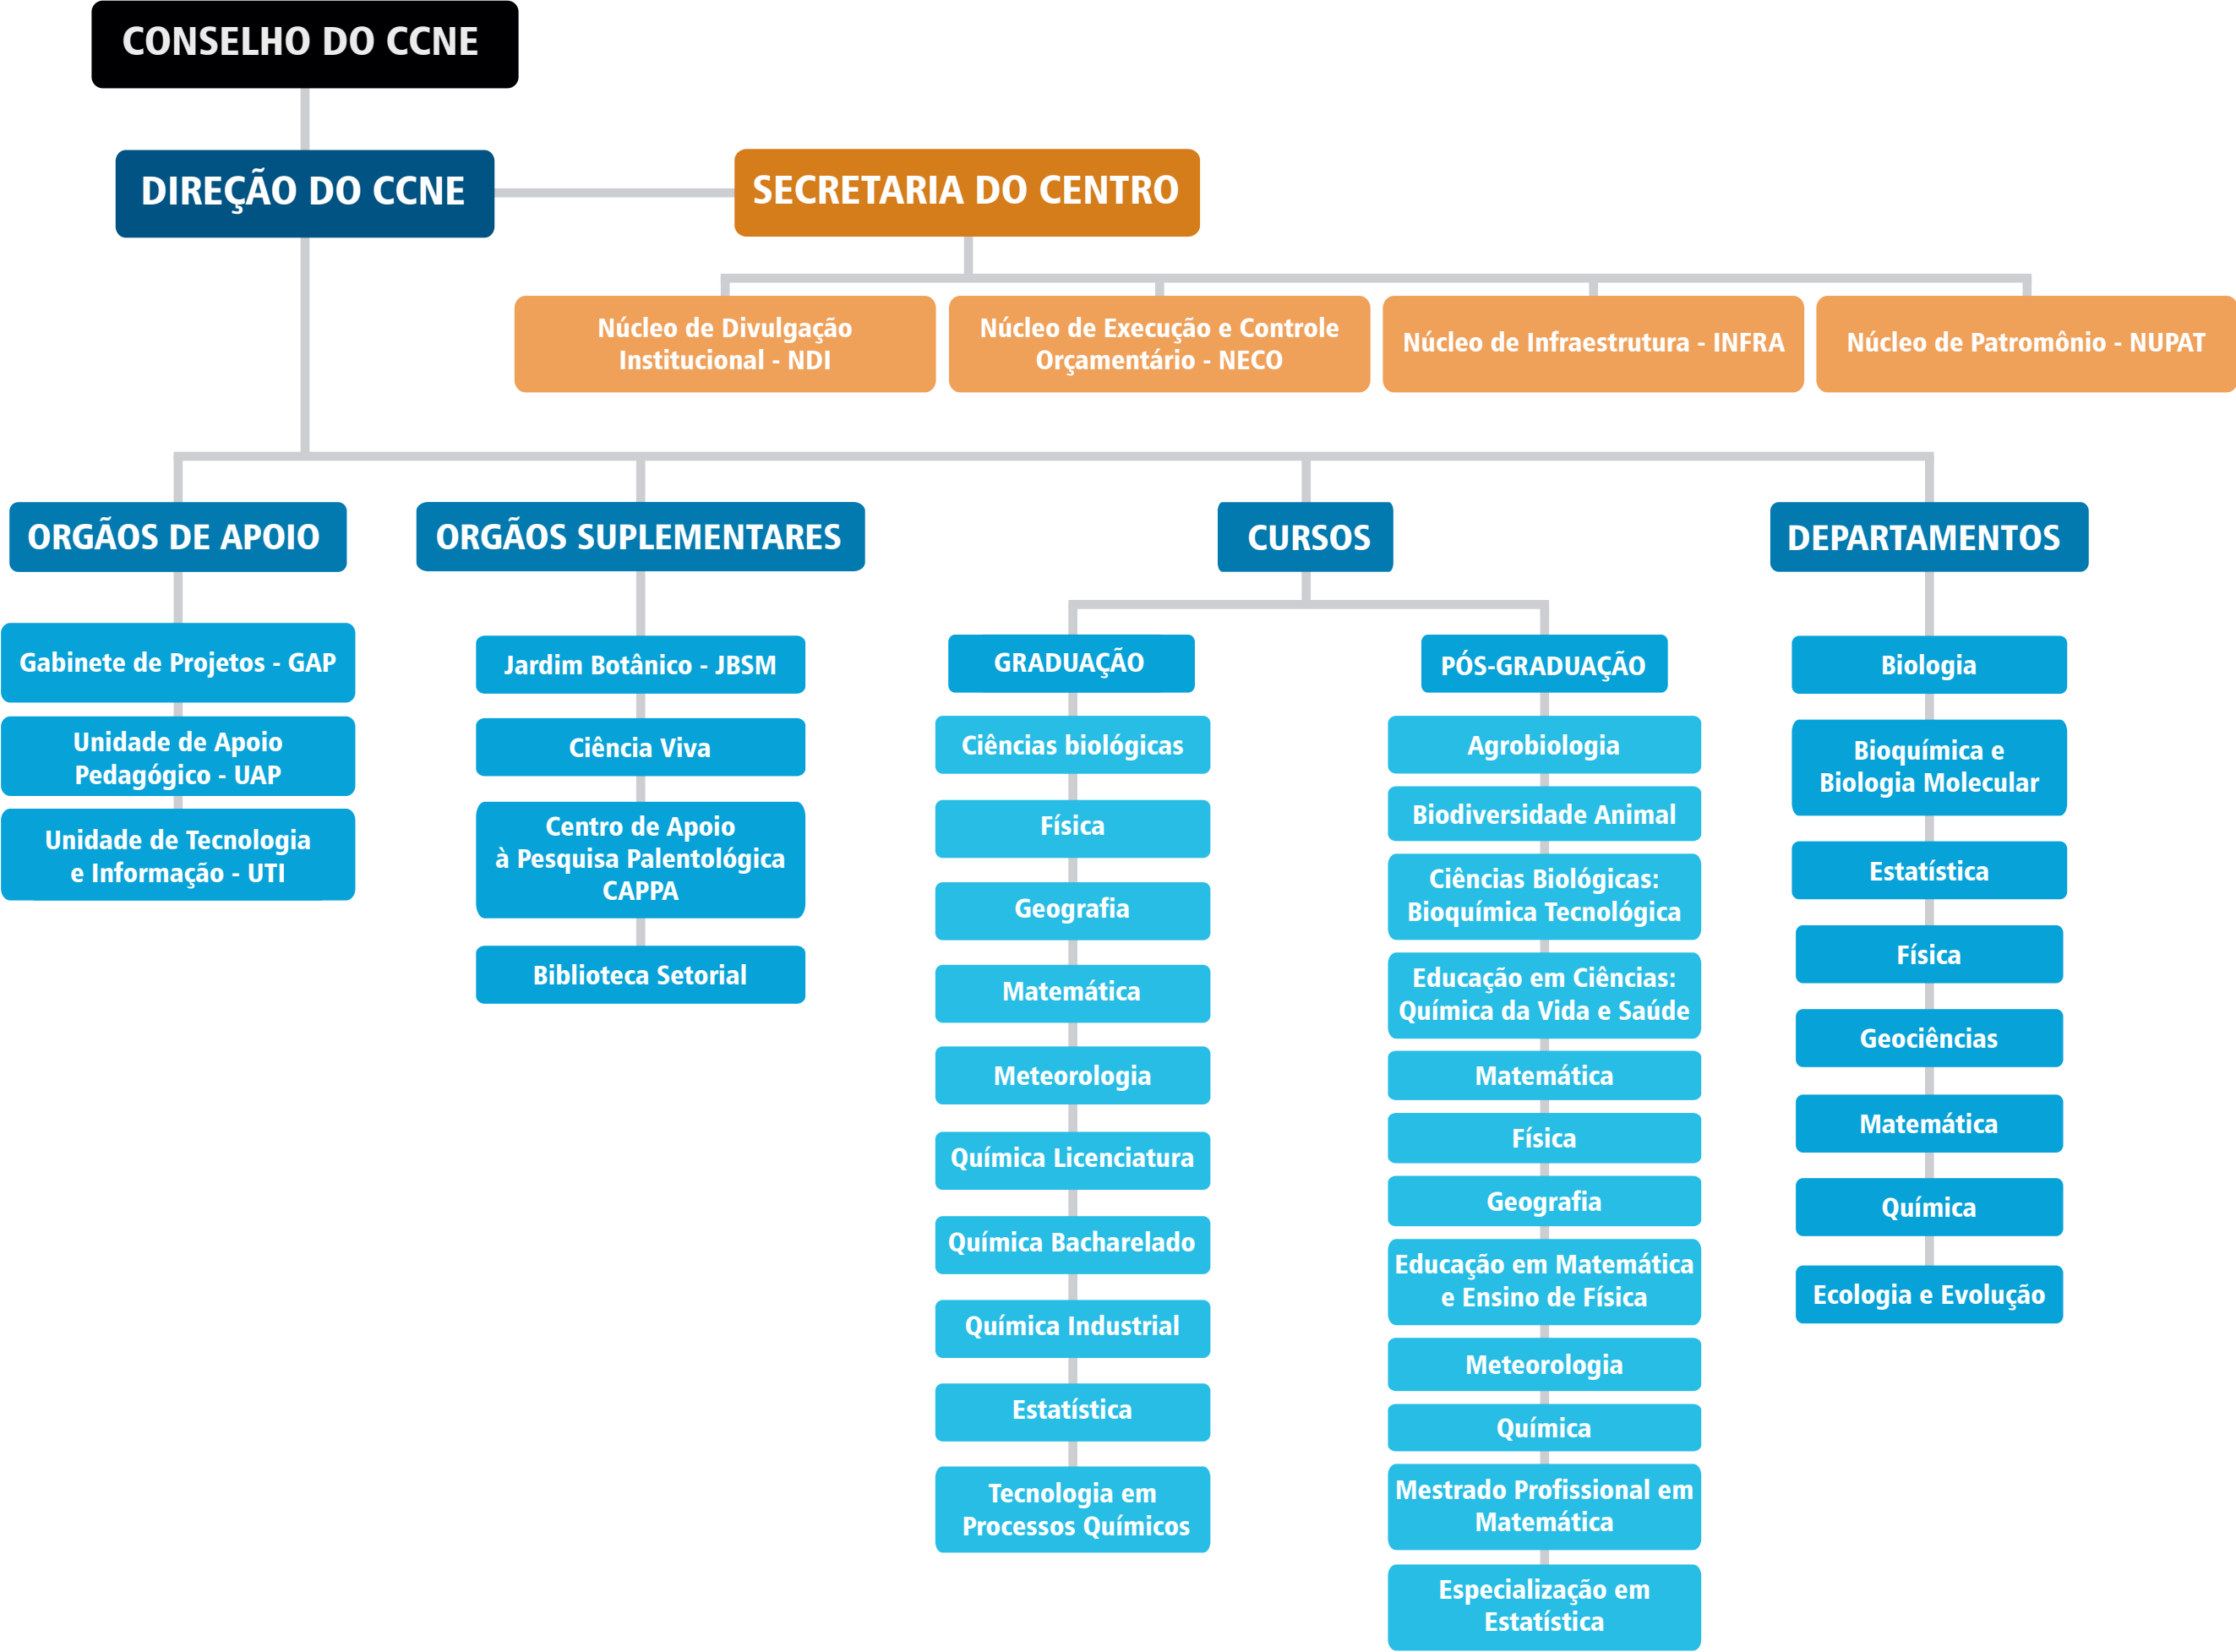 CONSELHO DO CCNE
DIREÇÃO DO CCNE
SECRETARIA DO CENTRO
Núcleo de Divulgação
Institucional - NDI
Núcleo de Execução e Controle
Orçamentário - NECO
Núcleo de Infraestrutura - INFRA
Núcleo de Patromônio - NUPAT
ORGÃOS DE APOIO
Gabinete de Projetos - GAP
Unidade de Apoio
Pedagógico - UAP
Unidade de Tecnologia
e Informação - UTI
ORGÃOS SUPLEMENTARES
Jardim Botânico - JBSM
Ciência Viva
Centro de Apoio
à Pesquisa Palentológica
CAPPA
Biblioteca Setorial
CURSOS
GRADUAÇÃO
Ciências biológicas
Física
Geografia
Matemática
Meteorologia
Química Licenciatura
Química Bacharelado
Química Industrial
Estatística
Tecnologia em
Processos Químicos
PÓS-GRADUAÇÃO
Agrobiologia
Biodiversidade Animal
Ciências Biológicas:
Bioquímica Tecnológica
Educação em Ciências:
Química da Vida e Saúde
Matemática
Física
Geografia
Educação em Matemática
e Ensino de Física
Meteorologia
Química
Mestrado Profissional em
Matemática
Especialização em
Estatística
DEPARTAMENTOS
Biologia
Bioquímica e
Biologia Molecular
Estatística
Física
Geociências
Matemática
Química
Ecologia e Evolução